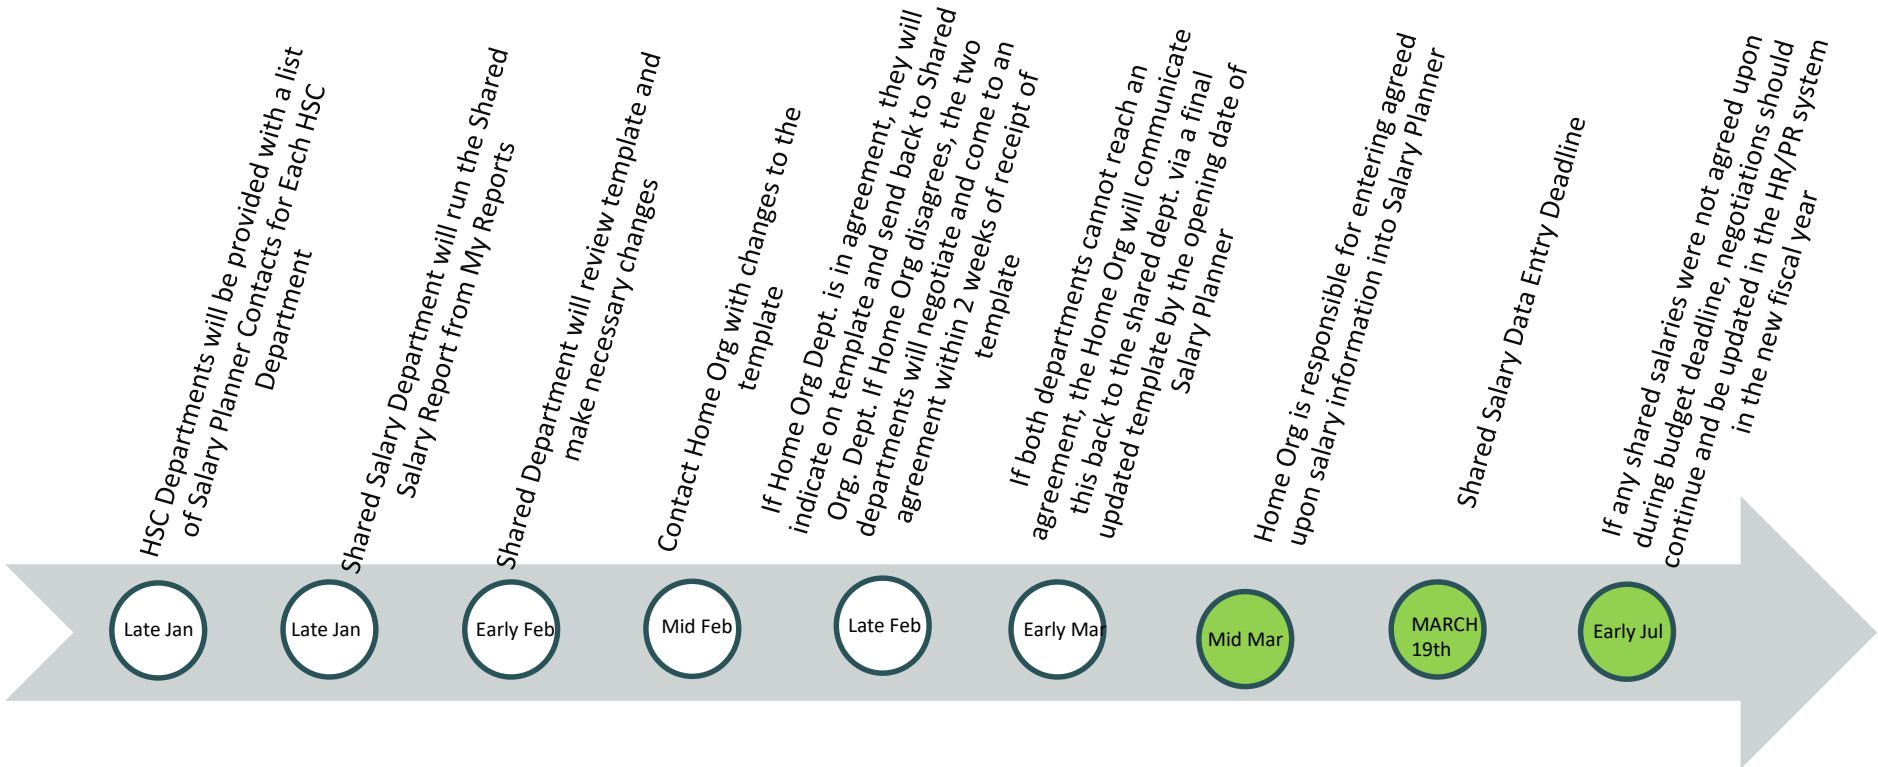 HSC Departments will be provided with a list
of Salary Planner Contacts for Each HSC
Department
Shared Salary Department will run the Shared
Salary Report from My Reports
Shared Department will review template and
make necessary changes
Contact Home Org with changes to the
template
If Home Org Dept. is in agreement, they will
indicate on template and send back to Shared
Org. Dept. If Home Org disagrees, the two
departments will negotiate and come to an
agreement within 2 weeks of receipt of
template
If both departments cannot reach an
agreement, the Home Org will communicate
this back to the shared dept. via a final
updated template by the opening date of
Salary Planner
Home Org is responsible for entering agreed
upon salary information into Salary Planner
Shared Salary Data Entry Deadline
If any shared salaries were not agreed upon
during budget deadline, negotiations should
continue and be updated in the HR/PR system
in the new fiscal year
Late Jan
Late Jan
Early Feb
Mid Feb
Late Feb
Early Mar
Mid Mar
MARCH
19th
Early Jul